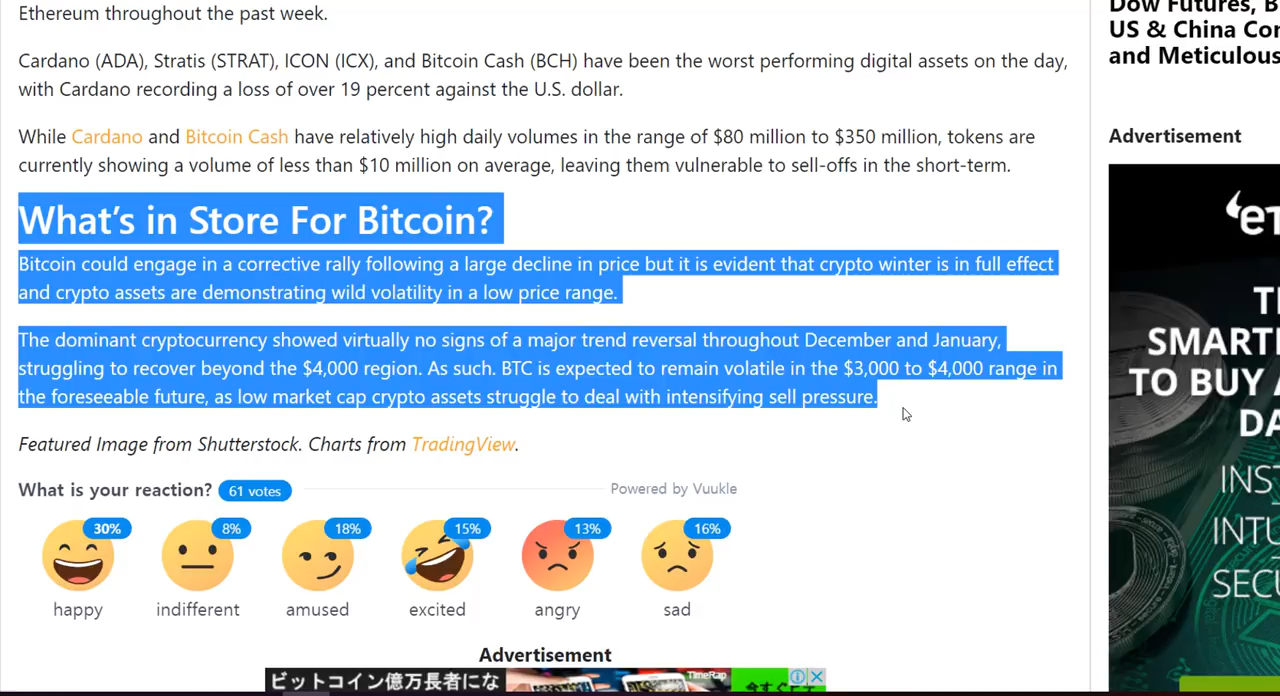 Ethereum throughout the past week.
Cardano (ADA), Stratis (STRAT), ICON (ICX), and Bitcoin Cash (BCH) have been the worst performing digital assets on the day,
with Cardano recording a loss of over 19 percent against the U.S. dollar.
While Cardano and Bitcoin Cash have relatively high daily volumes in the range of $80 million to $350 million, tokens are
currently showing a volume of less than $10 million on average, leaving them vulnerable to sell-offs in the short-term.
What's in Store For Bitcoin?
Bitcoin could engage in a corrective rally following a large decline in price but it is evident that crypto winter is in full effect
and crypto assets are demonstrating wild volatility in a low price range.
The dominant cryptocurrency showed virtually no signs of a major trend reversal throughout December and January,
struggling to recover beyond the $4,000 region. As such. BTC is expected to remain volatile in the $3,000 to $4,000 range in
the foreseeable future, as low market cap crypto assets struggle to deal with intensifying sell pressure.
Featured Image from Shutterstock. Charts from TradingView.
What is your reaction? 61 votes
Powered by Vuukle
30% 8% 18% 15% 13% 16%
happy indifferent amused excited angry sad
Advertisement
ビットコイン億万長者にな
TimeRap
Dow Futures, B
US & China Con
and Meticulous
Advertisement
SMART
TO BUY
DA
INST
INTU
SECU